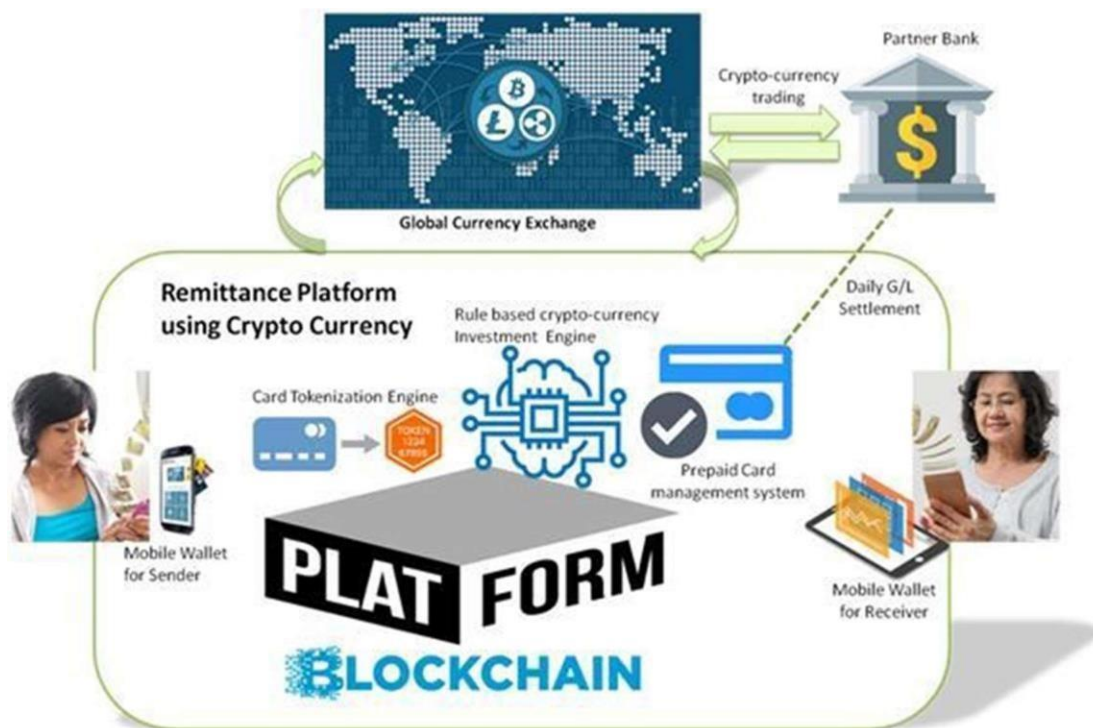 Partner Bank
Crypto-currency
trading
Global Currency Exchange
Remittance Platform
using Crypto Currency
Daily G/L
Settlement
Rule based crypto-currency
Investment Engine
Card Tokenization Engine
TOKEN
1224
Prepaid Card
management system
Mobile Wallet
for Sender
Mobile Wallet
for Receiver
PLAT
FORM
BLOCKCHAIN